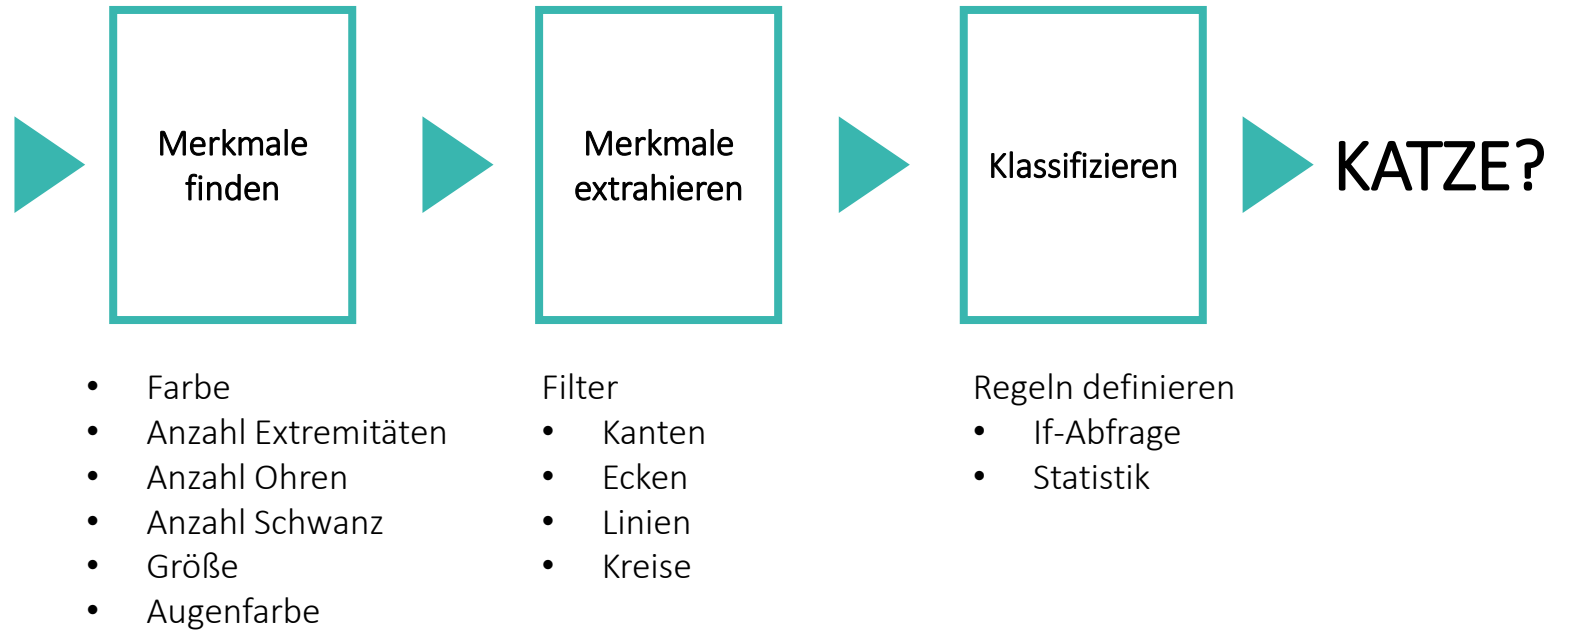 Merkmale
finden
Merkmale
extrahieren
Klassifizieren
KATZE?
• Farbe
• Anzahl Extremitäten
• Anzahl Ohren
• Anzahl Schwanz
• Größe
• Augenfarbe
Filter
• Kanten
• Ecken
• Linien
• Kreise
Regeln definieren
• If-Abfrage
• Statistik